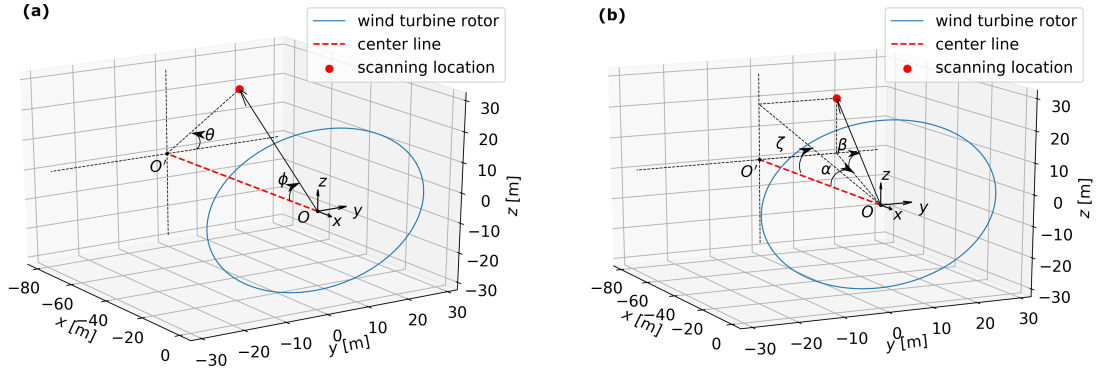 (a)
wind turbine rotor
center line
scanning location
θ
O′
ϕ
z
y
O
x
30
20
10
0
−10
−20
−30
z [m]
−80
−60
−40
−20
0
x [m]
−30
−20
−10
0
10
20
30
y [m]
(b)
wind turbine rotor
center line
scanning location
ζ
β
α
O′
z
y
O
x
30
20
10
0
−10
−20
−30
z [m]
−80
−60
−40
−20
0
x [m]
−30
−20
−10
0
10
20
30
y [m]